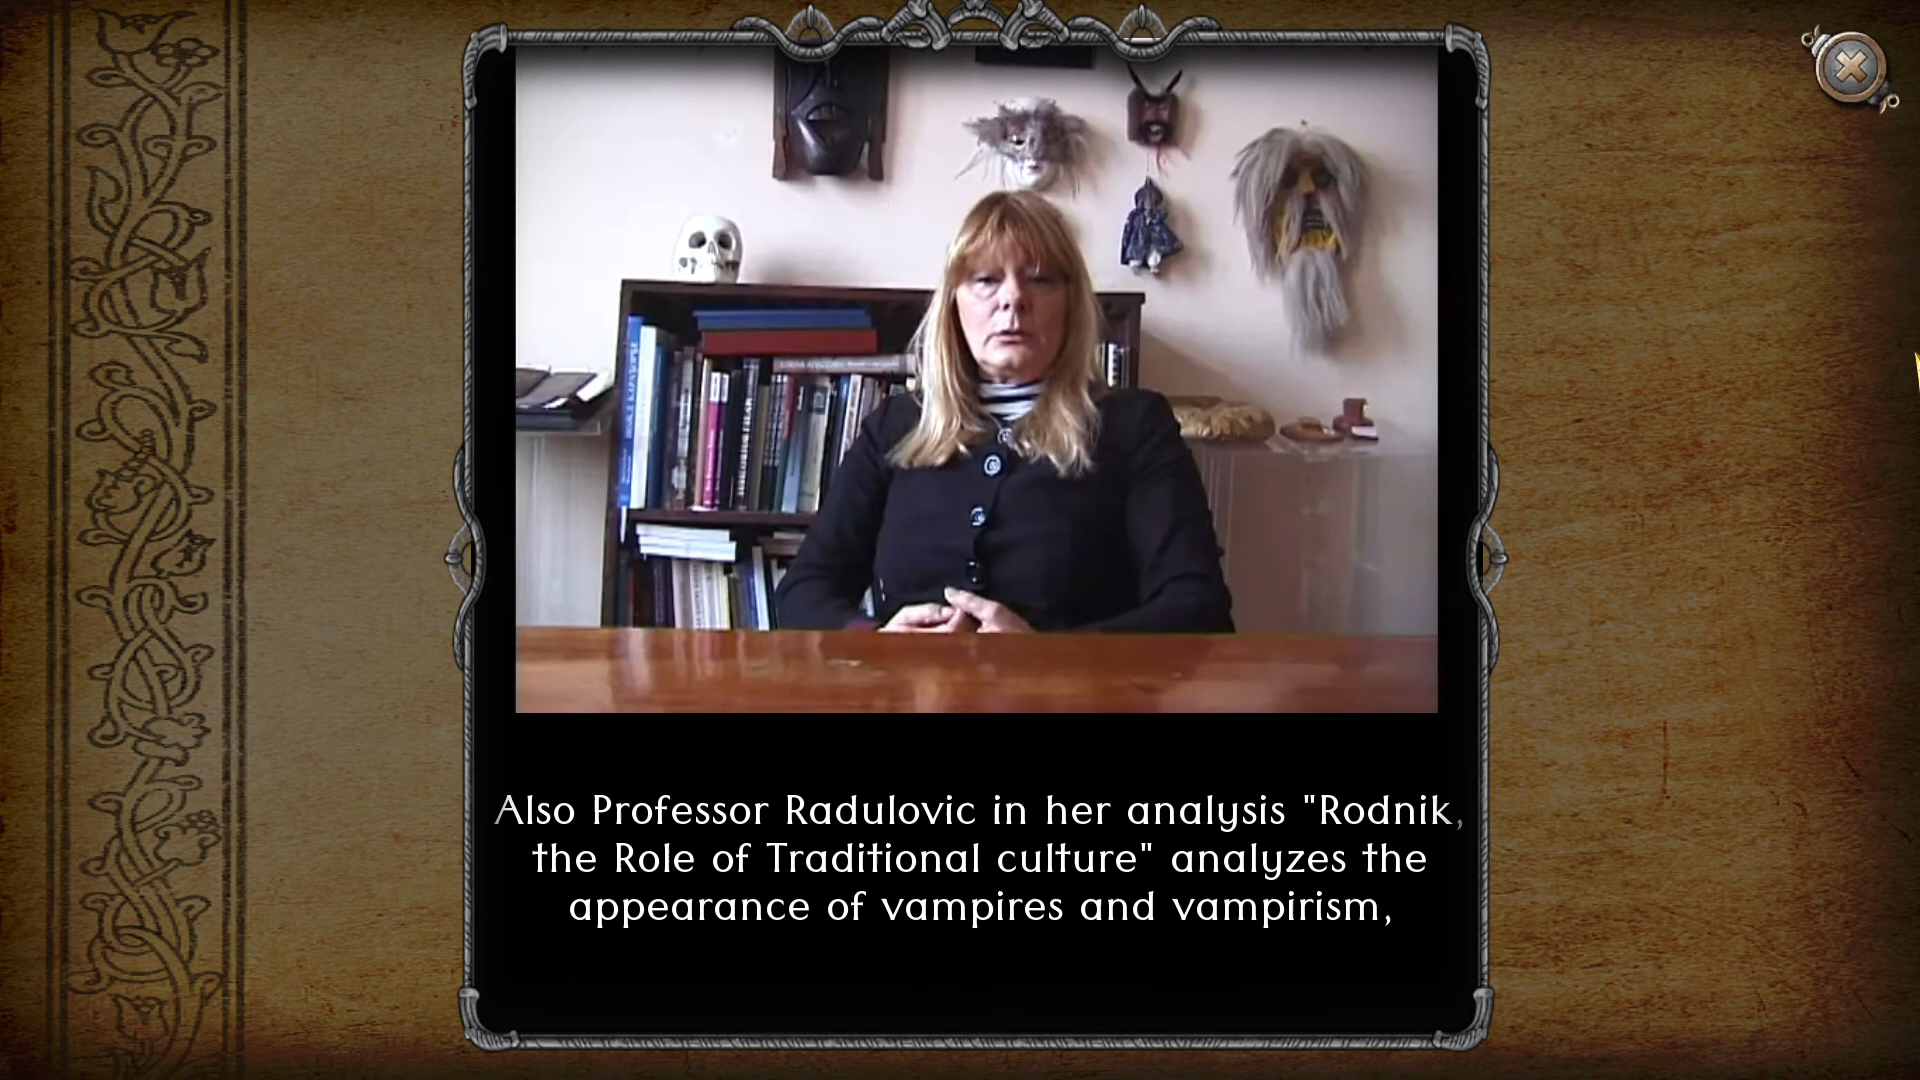 Also Professor Radulovic in her analysis "Rodnik,
the Role of Traditional culture" analyzes the
appearance of vampires and vampirism,